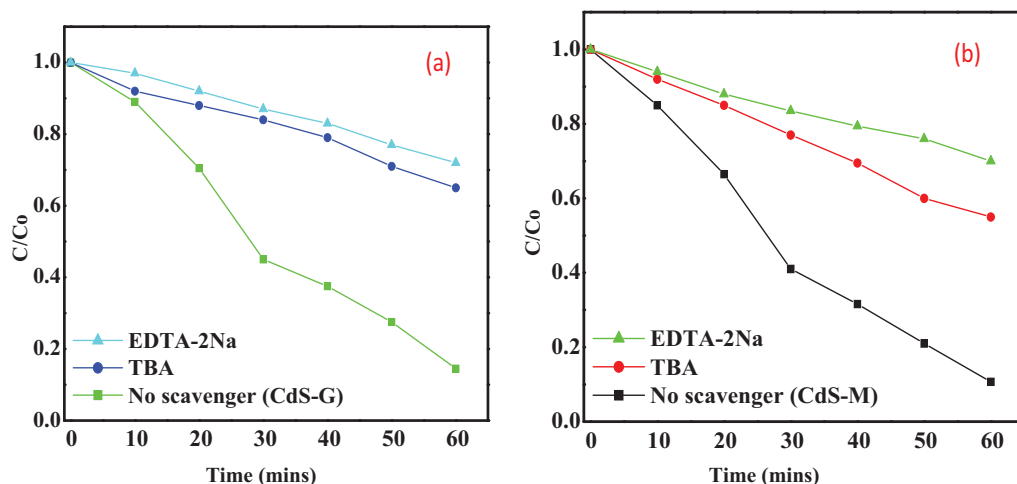 (a)
C/Co
1.0
0.8
0.6
0.4
0.2
0.0
EDTA-2Na
TBA
No scavenger (CdS-G)
0 10 20 30 40 50 60
Time (mins)
(b)
C/Co
1.0
0.8
0.6
0.4
0.2
0.0
EDTA-2Na
TBA
No scavenger (CdS-M)
0 10 20 30 40 50 60
Time (mins)